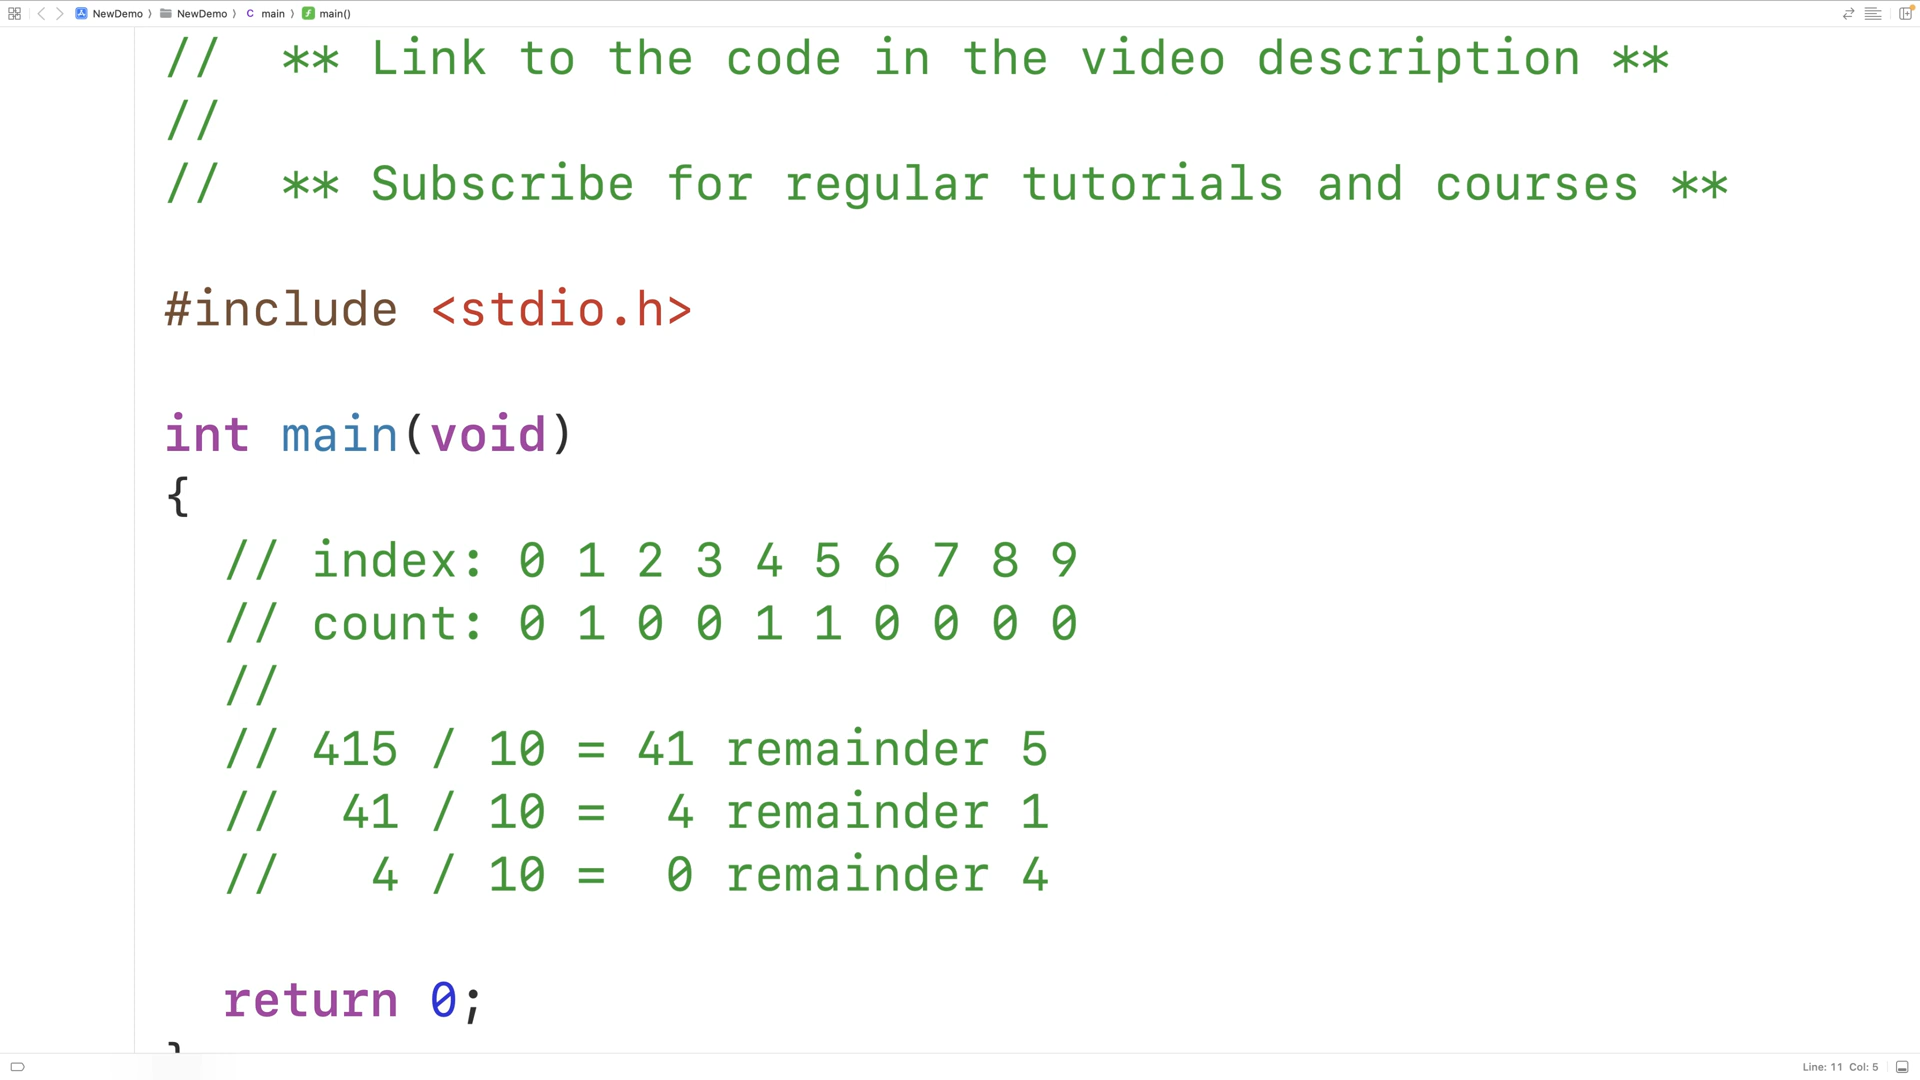 NewDemo 〉 NewDemo 〉 C main 〉 f main()
// ** Link to the code in the video description **
//
// ** Subscribe for regular tutorials and courses **
#include <stdio.h>
int main(void)
{
// index: 0 1 2 3 4 5 6 7 8 9
// count: 0 1 0 0 1 1 0 0 0 0
//
// 415 / 10 = 41 remainder 5
//  41 / 10 =  4 remainder 1
//   4 / 10 =  0 remainder 4
return 0;
}
Line: 11 Col: 5